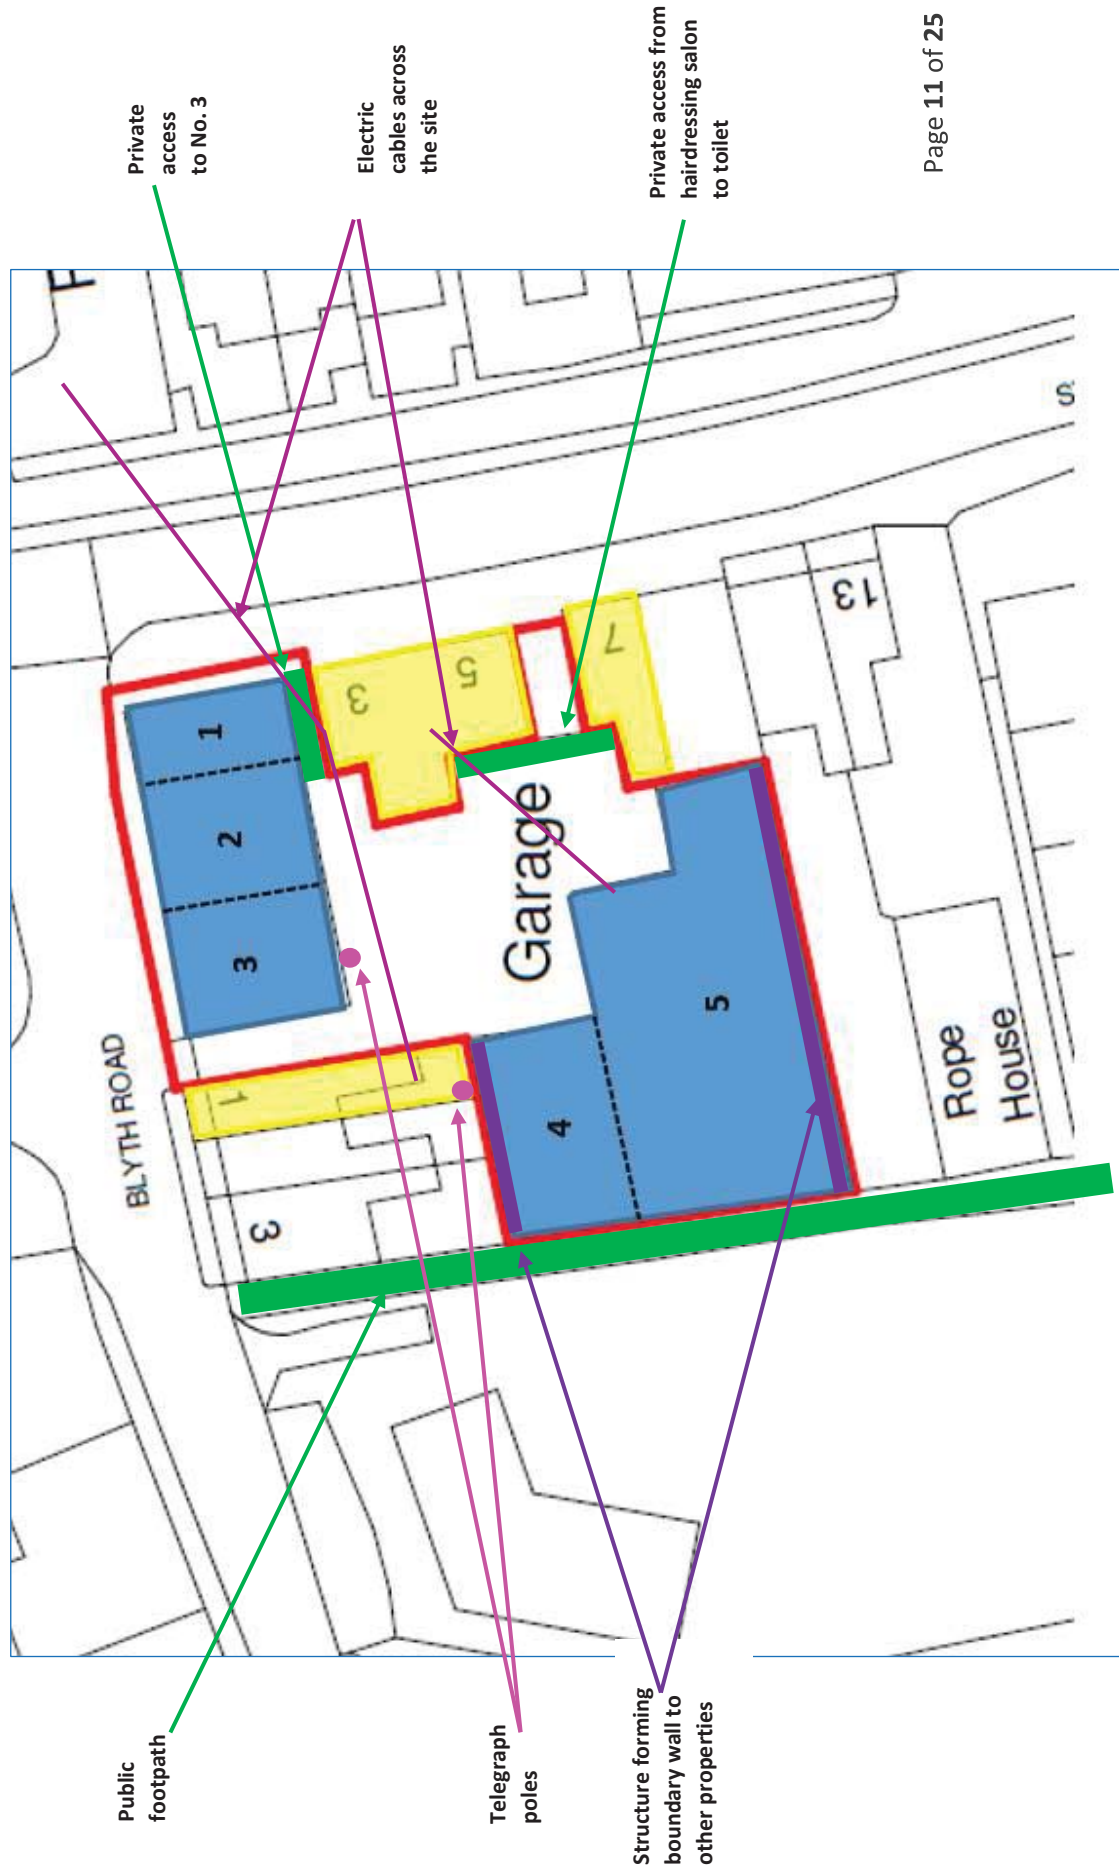 Public
footpath
Telegraph
poles
Structure forming
boundary wall to
other properties
Private
access
to No. 3
Electric
cables across
the site
Private access from
hairdressing salon
to toilet
BLYTH ROAD
3
1
3
2
1
3
5
7
Garage
4
5
13
Rope
House
S
Page 11 of 25